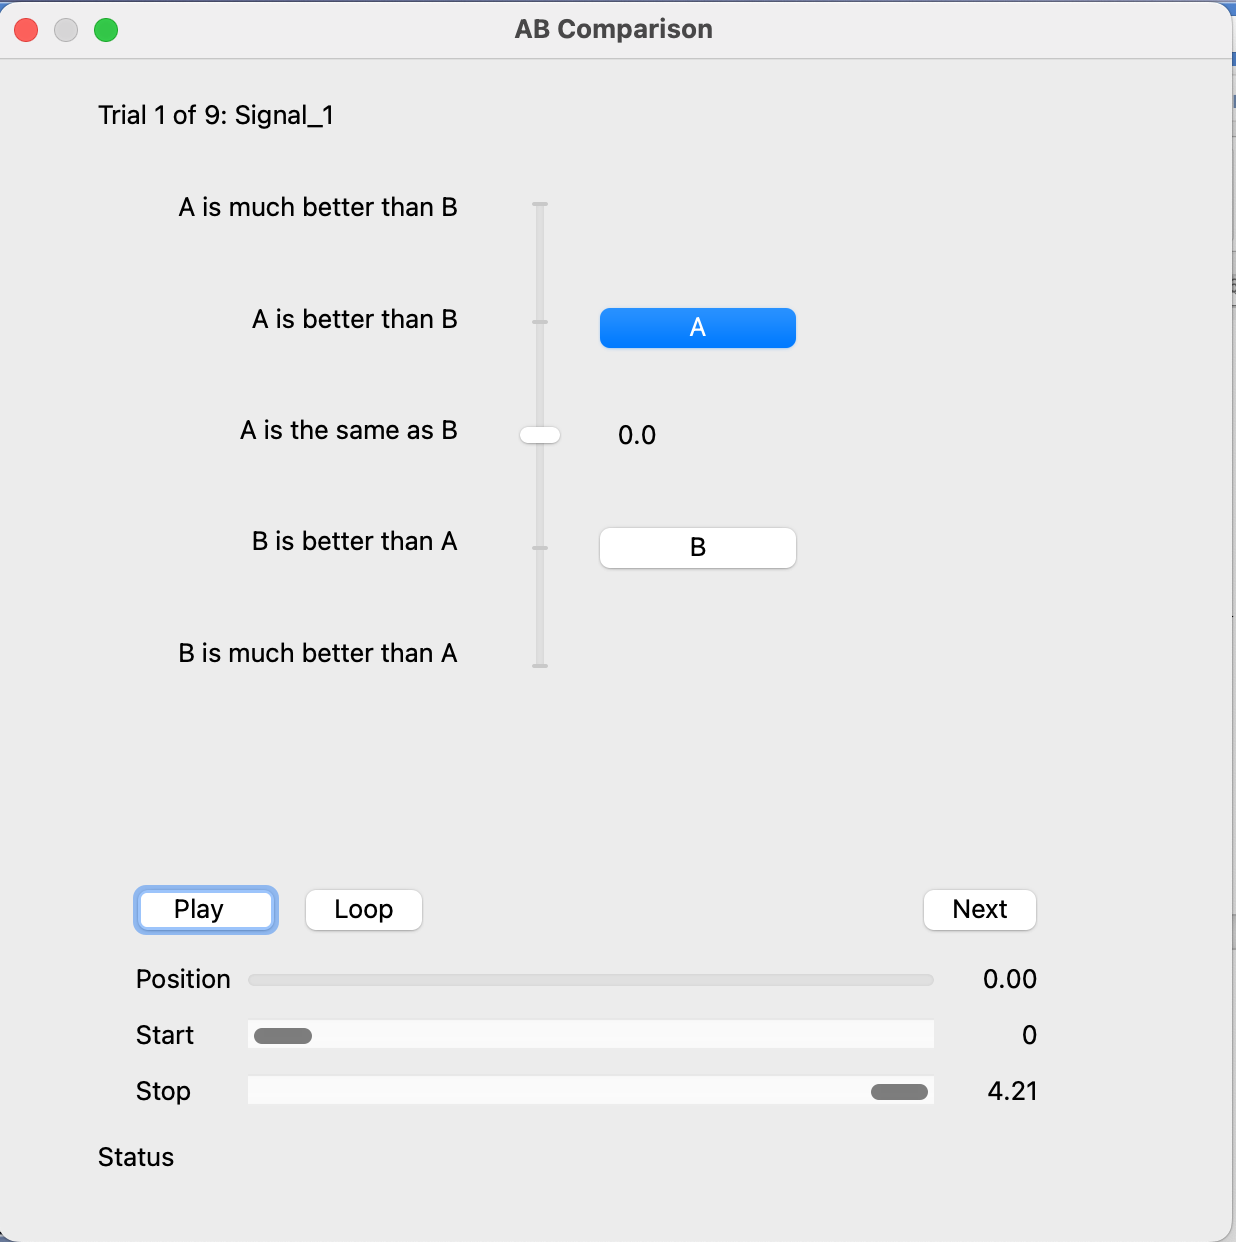 AB Comparison
Trial 1 of 9: Signal_1
A is much better than B
A is better than B
A
A is the same as B
0.0
B is better than A
B
B is much better than A
Play
Loop
Next
Position
0.00
Start
0
Stop
4.21
Status